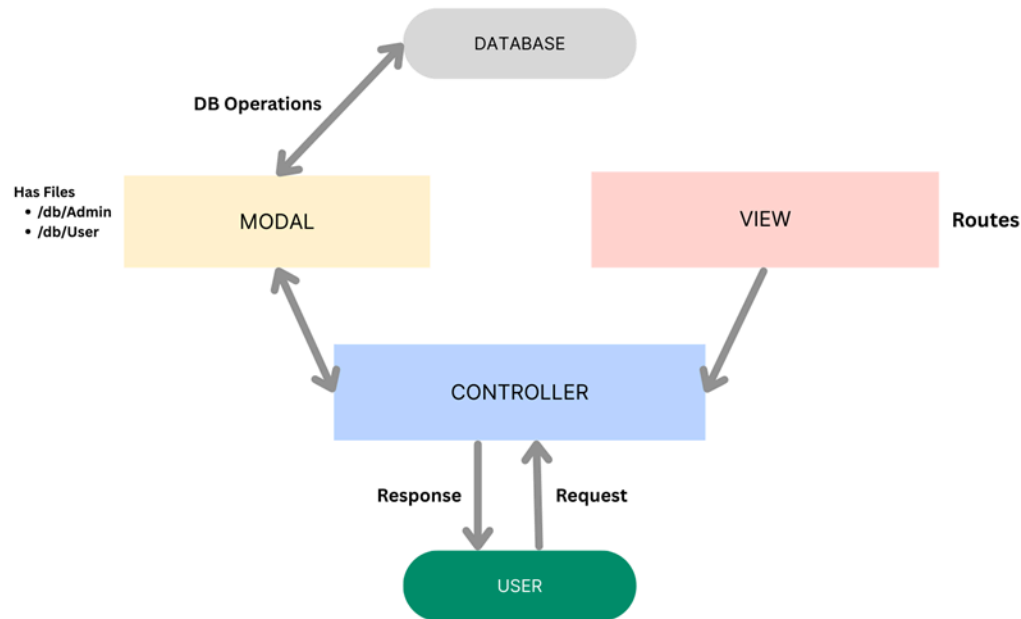 DATABASE
DB Operations
Has Files
• /db/Admin
• /db/User
MODAL
VIEW
Routes
CONTROLLER
Response
Request
USER